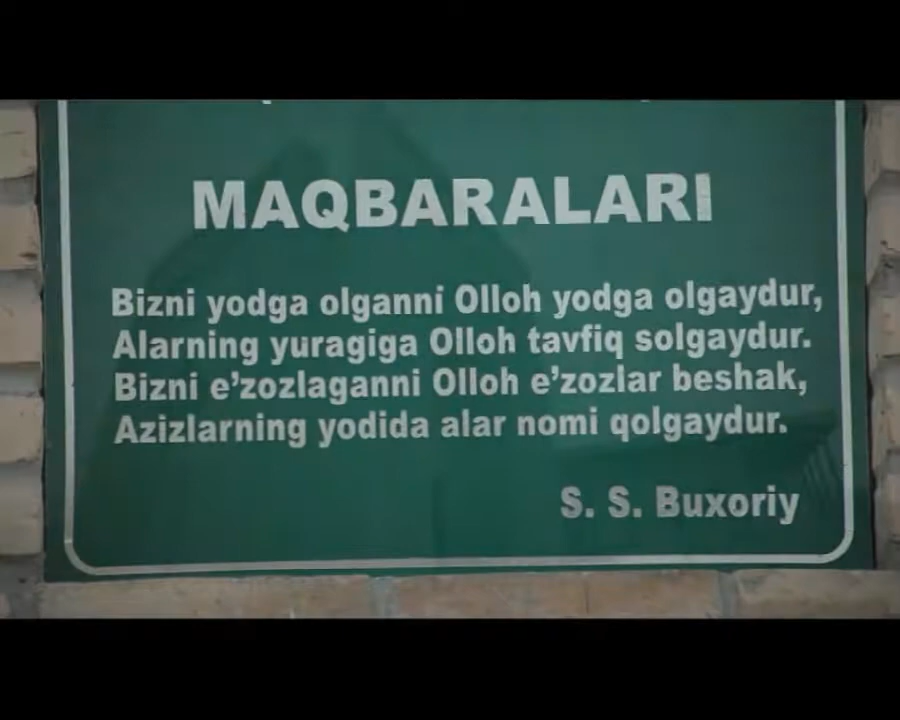 MAQBARALARI
Bizni yodga olganni Olloh yodga olgaydur,
Alarning yuragiga Olloh tavfiq solgaydur.
Bizni e’zozlaganni Olloh e’zozlar beshak,
Azizlarning yodida alar nomi qolgaydur.
S. S. Buxoriy